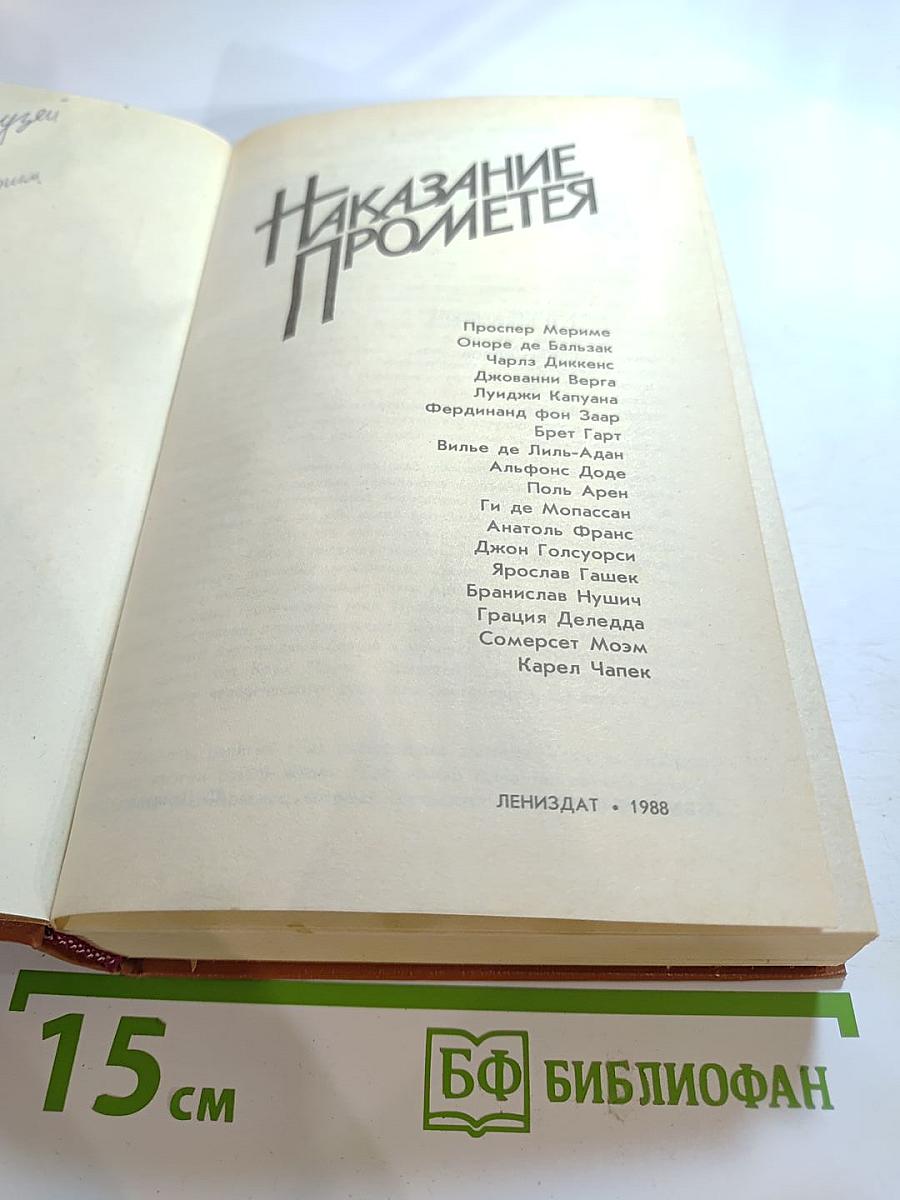 НАКАЗАНИЕ
ПРОМЕТЕЯ
Проспер Мериме
Оноре де Бальзак
Чарлз Диккенс
Джованни Верга
Луиджи Капуана
Фердинанд фон Заар
Брет Гарт
Вилье де Лиль-Адан
Альфонс Доде
Поль Арен
Ги де Мопассан
Анатоль Франс
Джон Голсуорси
Ярослав Гашек
Бранислав Нушич
Грация Деледда
Сомерсет Моэм
Карел Чапек
ЛЕНИЗДАТ • 1988
15 см
БФ БИБЛИОФАН